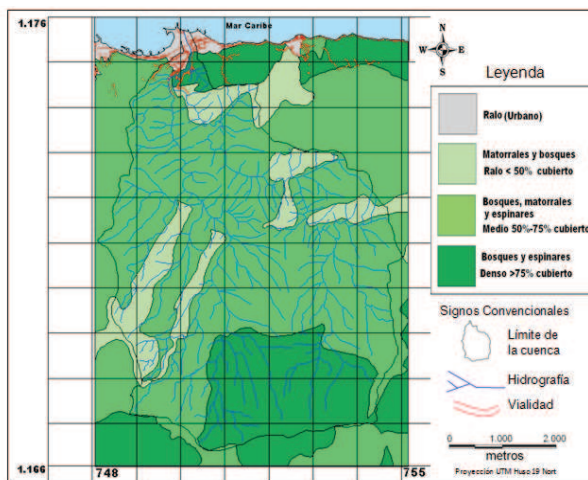 1.176
Mar Caribe
N
W E
S
Leyenda
Ralo (Urbano)
Matorrales y bosques
Ralo < 50% cubierto
Bosques, matorrales
y espinares
Medio 50%-75% cubierto
Bosques y espinares
Denso >75% cubierto
Signos Convencionales
Límite de
la cuenca
Hidrografía
Vialidad
0 1.000 2.000
metros
Proyección UTM Huso 19 Nort
1.166
748 755